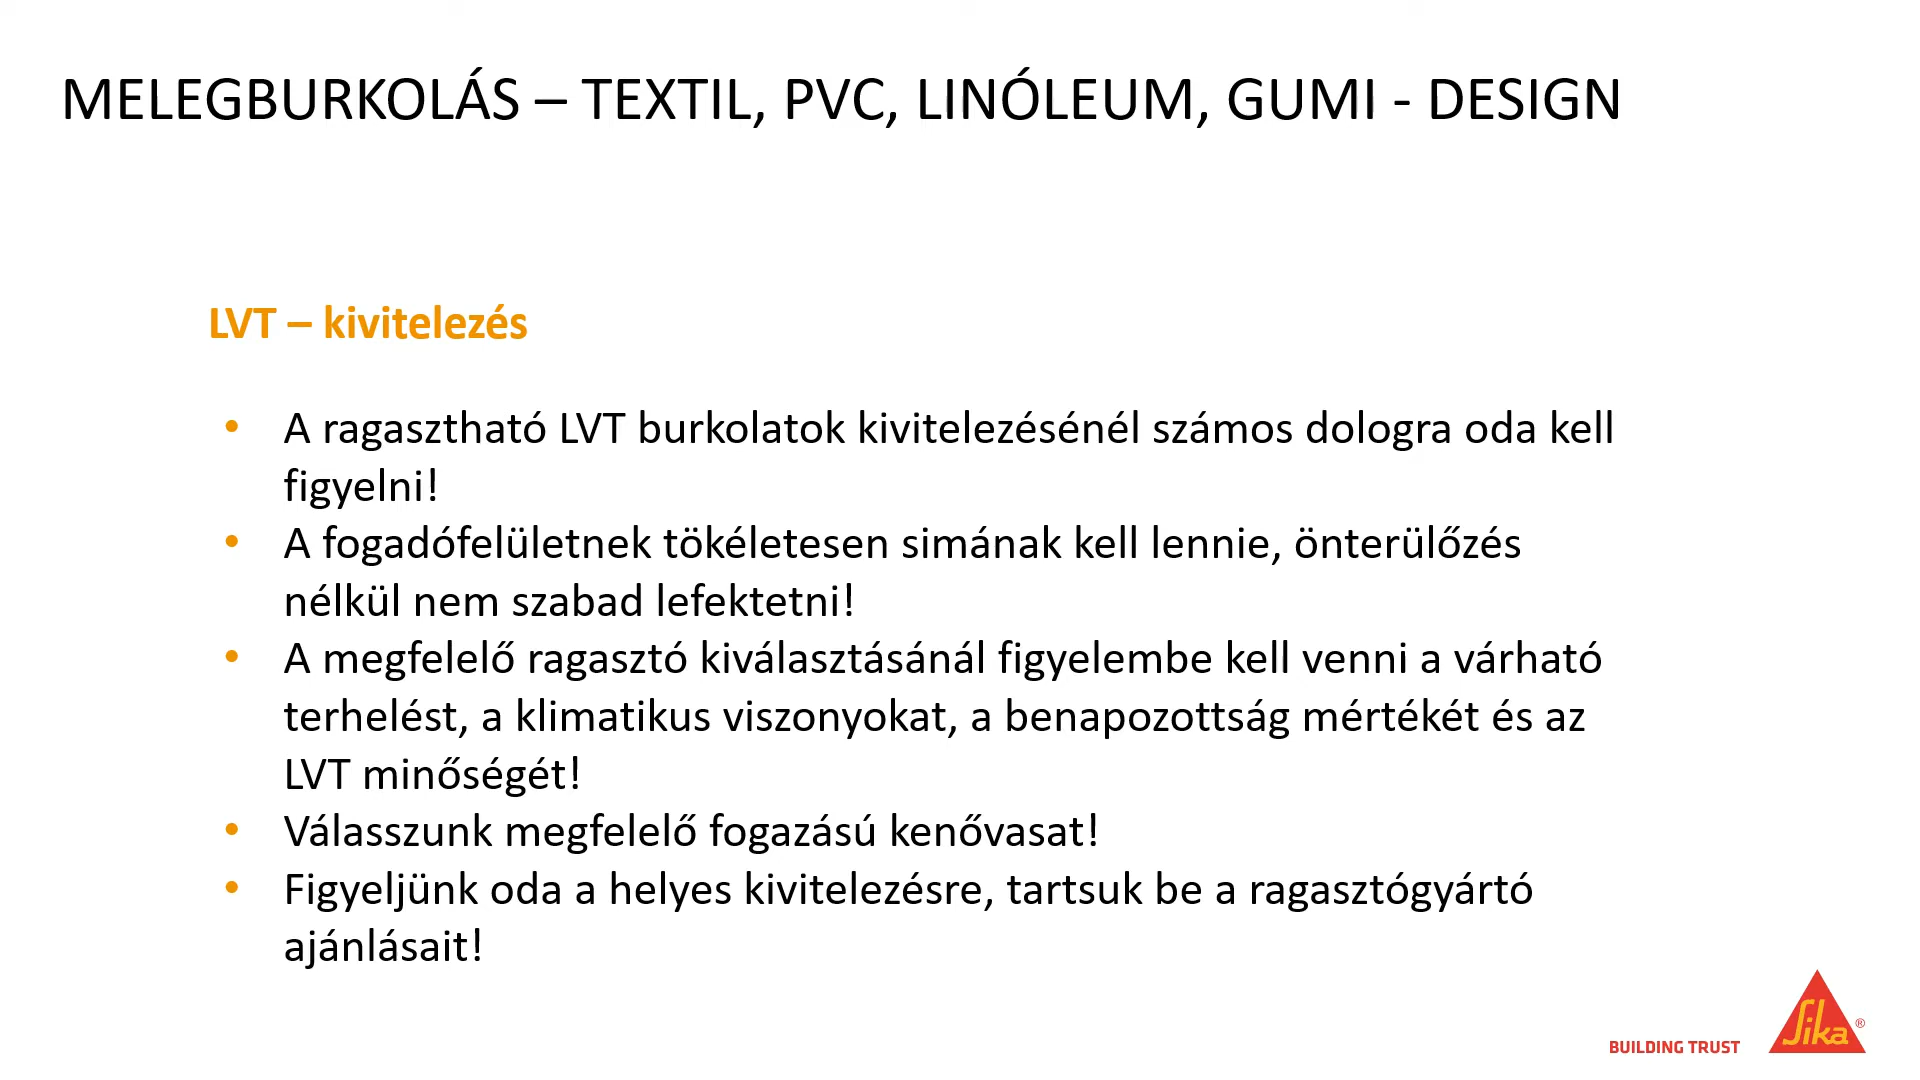 MELEGBURKOLÁS – TEXTIL, PVC, LINÓLEUM, GUMI - DESIGN
LVT – kivitelezés
• A ragasztható LVT burkolatok kivitelezésénél számos dologra oda kell
figyelni!
• A fogadófelületnek tökéletesen simának kell lennie, önterülőzés
nélkül nem szabad lefektetni!
• A megfelelő ragasztó kiválasztásánál figyelembe kell venni a várható
terhelést, a klimatikus viszonyokat, a benapozottság mértékét és az
LVT minőségét!
• Válasszunk megfelelő fogazású kenővasat!
• Figyeljünk oda a helyes kivitelezésre, tartsuk be a ragasztógyártó
ajánlásait!
BUILDING TRUST
Sika®